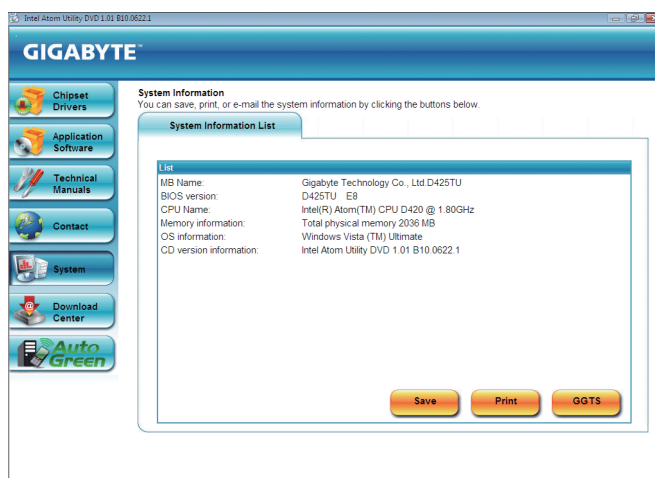 Intel Atom Utility DVD 1.01 B10.0622.1
GIGABYTE™
Chipset
Drivers
Application
Software
Technical
Manuals
Contact
System
Download
Center
Auto
Green
System Information
You can save, print, or e-mail the system information by clicking the buttons below.
System Information List
List
MB Name: Gigabyte Technology Co., Ltd.D425TU
BIOS version: D425TU E8
CPU Name: Intel(R) Atom(TM) CPU D420 @ 1.80GHz
Memory information: Total physical memory 2036 MB
OS information: Windows Vista (TM) Ultimate
CD version information: Intel Atom Utility DVD 1.01 B10.0622.1
Save Print GGTS